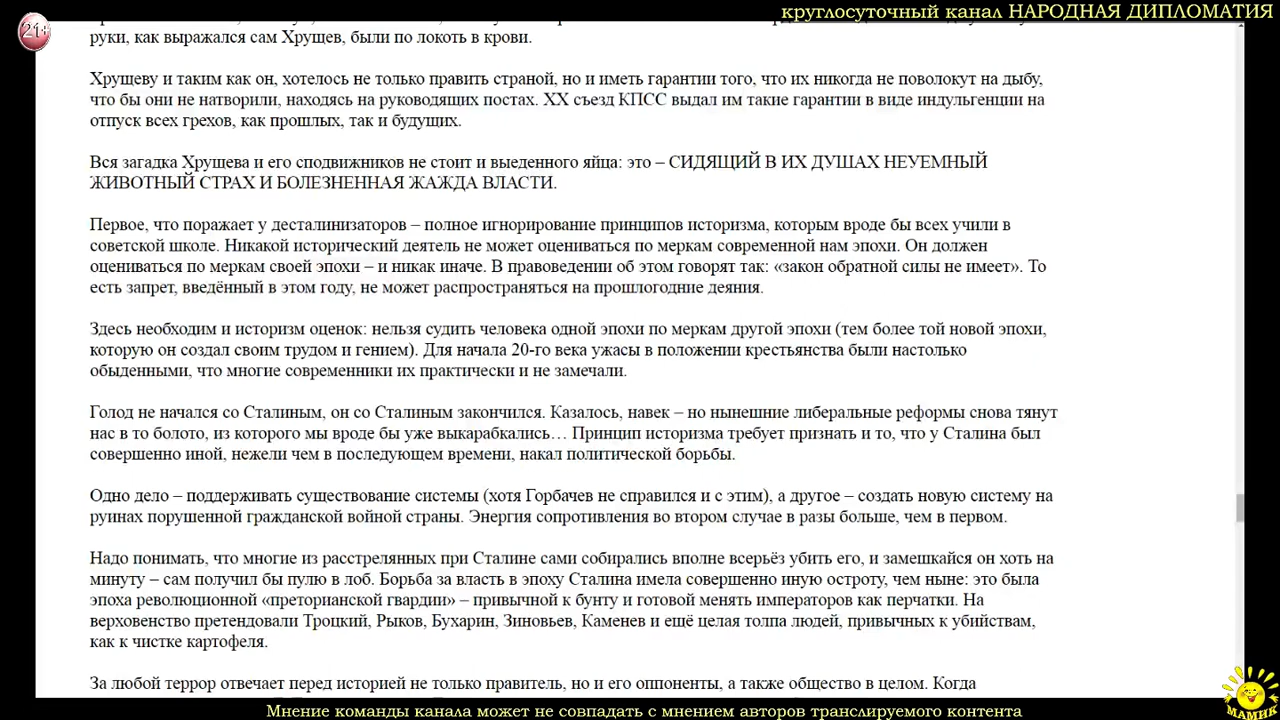 круглосуточный канал НАРОДНАЯ ДИПЛОМАТИЯ
21+
руки, как выражался сам Хрущев, были по локоть в крови.
Хрущеву и таким как он, хотелось не только править страной, но и иметь гарантии того, что их никогда не поволокут на дыбу,
что бы они не натворили, находясь на руководящих постах. ХХ съезд КПСС выдал им такие гарантии в виде индульгенции на
отпуск всех грехов, как прошлых, так и будущих.
Вся загадка Хрущева и его сподвижников не стоит и выеденного яйца: это – СИДЯЩИЙ В ИХ ДУШАХ НЕУЕМНЫЙ
ЖИВОТНЫЙ СТРАХ И БОЛЕЗНЕННАЯ ЖАЖДА ВЛАСТИ.
Первое, что поражает у десталинизаторов – полное игнорирование принципов историзма, которым вроде бы всех учили в
советской школе. Никакой исторический деятель не может оцениваться по меркам современной нам эпохи. Он должен
оцениваться по меркам своей эпохи – и никак иначе. В правоведении об этом говорят так: «закон обратной силы не имеет». То
есть запрет, введённый в этом году, не может распространяться на прошлогодние деяния.
Здесь необходим и историзм оценок: нельзя судить человека одной эпохи по меркам другой эпохи (тем более той новой эпохи,
которую он создал своим трудом и гением). Для начала 20-го века ужасы в положении крестьянства были настолько
обыденными, что многие современники их практически и не замечали.
Голод не начался со Сталиным, он со Сталиным закончился. Казалось, навек – но нынешние либеральные реформы снова тянут
нас в то болото, из которого мы вроде бы уже выкарабкались… Принцип историзма требует признать и то, что у Сталина был
совершенно иной, нежели чем в последующем времени, накал политической борьбы.
Одно дело – поддерживать существование системы (хотя Горбачев не справился и с этим), а другое – создать новую систему на
руинах порушенной гражданской войной страны. Энергия сопротивления во втором случае в разы больше, чем в первом.
Надо понимать, что многие из расстрелянных при Сталине сами собирались вполне всерьёз убить его, и замешкайся он хоть на
минуту – сам получил бы пулю в лоб. Борьба за власть в эпоху Сталина имела совершенно иную остроту, чем ныне: это была
эпоха революционной «преторианской гвардии» – привычной к бунту и готовой менять императоров как перчатки. На
верховенство претендовали Троцкий, Рыков, Бухарин, Зиновьев, Каменев и ещё целая толпа людей, привычных к убийствам,
как к чистке картофеля.
За любой террор отвечает перед историей не только правитель, но и его оппоненты, а также общество в целом. Когда
МАМИК
Мнение команды канала может не совпадать с мнением авторов транслируемого контента